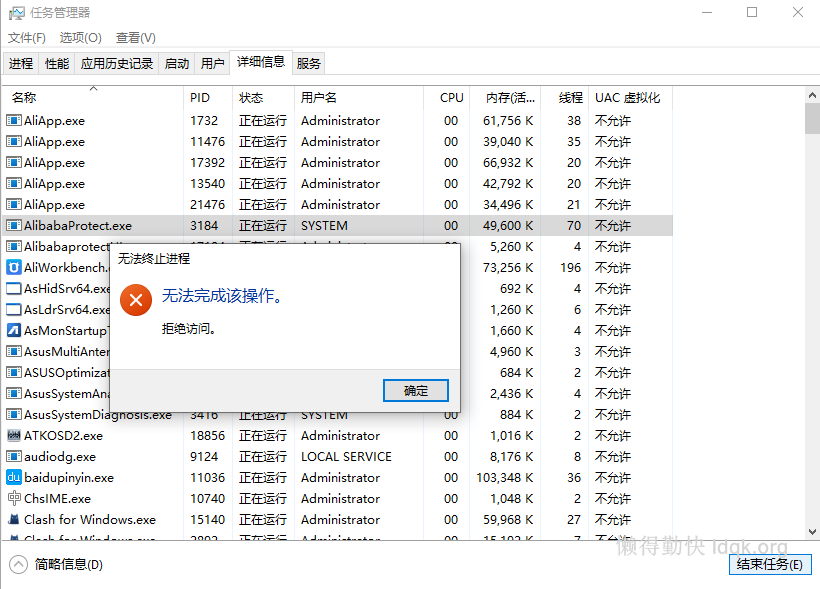 任务管理器
文件(F) 选项(O) 查看(V)
进程 性能 应用历史记录 启动 用户 详细信息 服务
名称 PID 状态 用户名 CPU 内存(活... 线程 UAC 虚拟化
AliApp.exe 1732 正在运行 Administrator 00 61,756 K 38 不允许
AliApp.exe 11476 正在运行 Administrator 00 39,040 K 35 不允许
AliApp.exe 17392 正在运行 Administrator 00 66,932 K 20 不允许
AliApp.exe 13540 正在运行 Administrator 00 42,792 K 20 不允许
AliApp.exe 21476 正在运行 Administrator 00 34,496 K 21 不允许
AlibabaProtect.exe 3184 正在运行 SYSTEM 00 49,600 K 70 不允许
Alibabaprotect 5,260 K 4 不允许
AliWorkbench. 73,256 K 196 不允许
AsHidSrv64.exe 692 K 4 不允许
AsLdrSrv64.exe 1,260 K 6 不允许
AsMonStartup 1,660 K 4 不允许
AsusMultiAnter 4,960 K 3 不允许
ASUSOptimizat 684 K 2 不允许
AsusSystemAna 2,436 K 4 不允许
AsusSystemDiagnosis.exe 3416 正在运行 SYSTEM 00 884 K 2 不允许
ATKOSD2.exe 18856 正在运行 Administrator 00 1,016 K 2 不允许
audiodg.exe 9124 正在运行 LOCAL SERVICE 00 8,176 K 8 不允许
baidupinyin.exe 11036 正在运行 Administrator 00 103,348 K 36 不允许
ChsIME.exe 10740 正在运行 Administrator 00 1,048 K 2 不允许
Clash for Windows.exe 15140 正在运行 Administrator 00 59,968 K 27 不允许
Clash for Windows.exe 正在运行 Administrator 00 不允许
无法终止进程
无法完成该操作。
拒绝访问。
确定
懒得勤快 ldqk.org
简略信息(D)
结束任务(E)